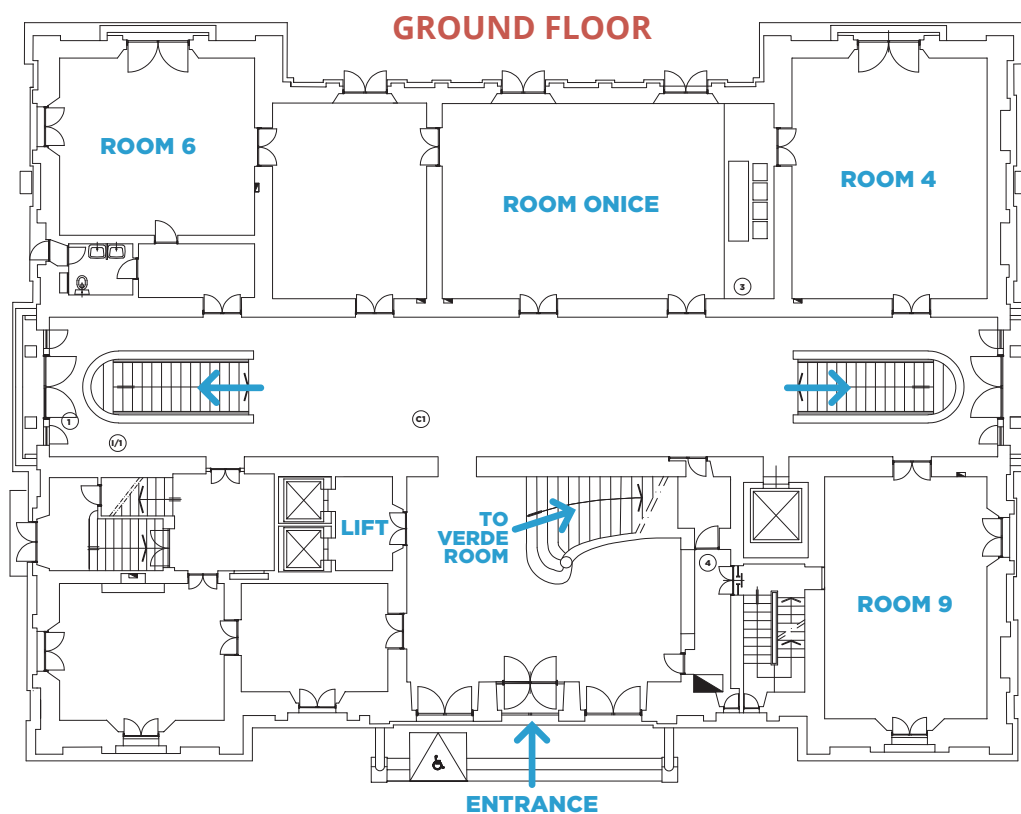 GROUND FLOOR
ROOM 6
ROOM ONICE
ROOM 4
3
1
I/1
C1
LIFT
TO
VERDE
ROOM
4
ROOM 9
ENTRANCE